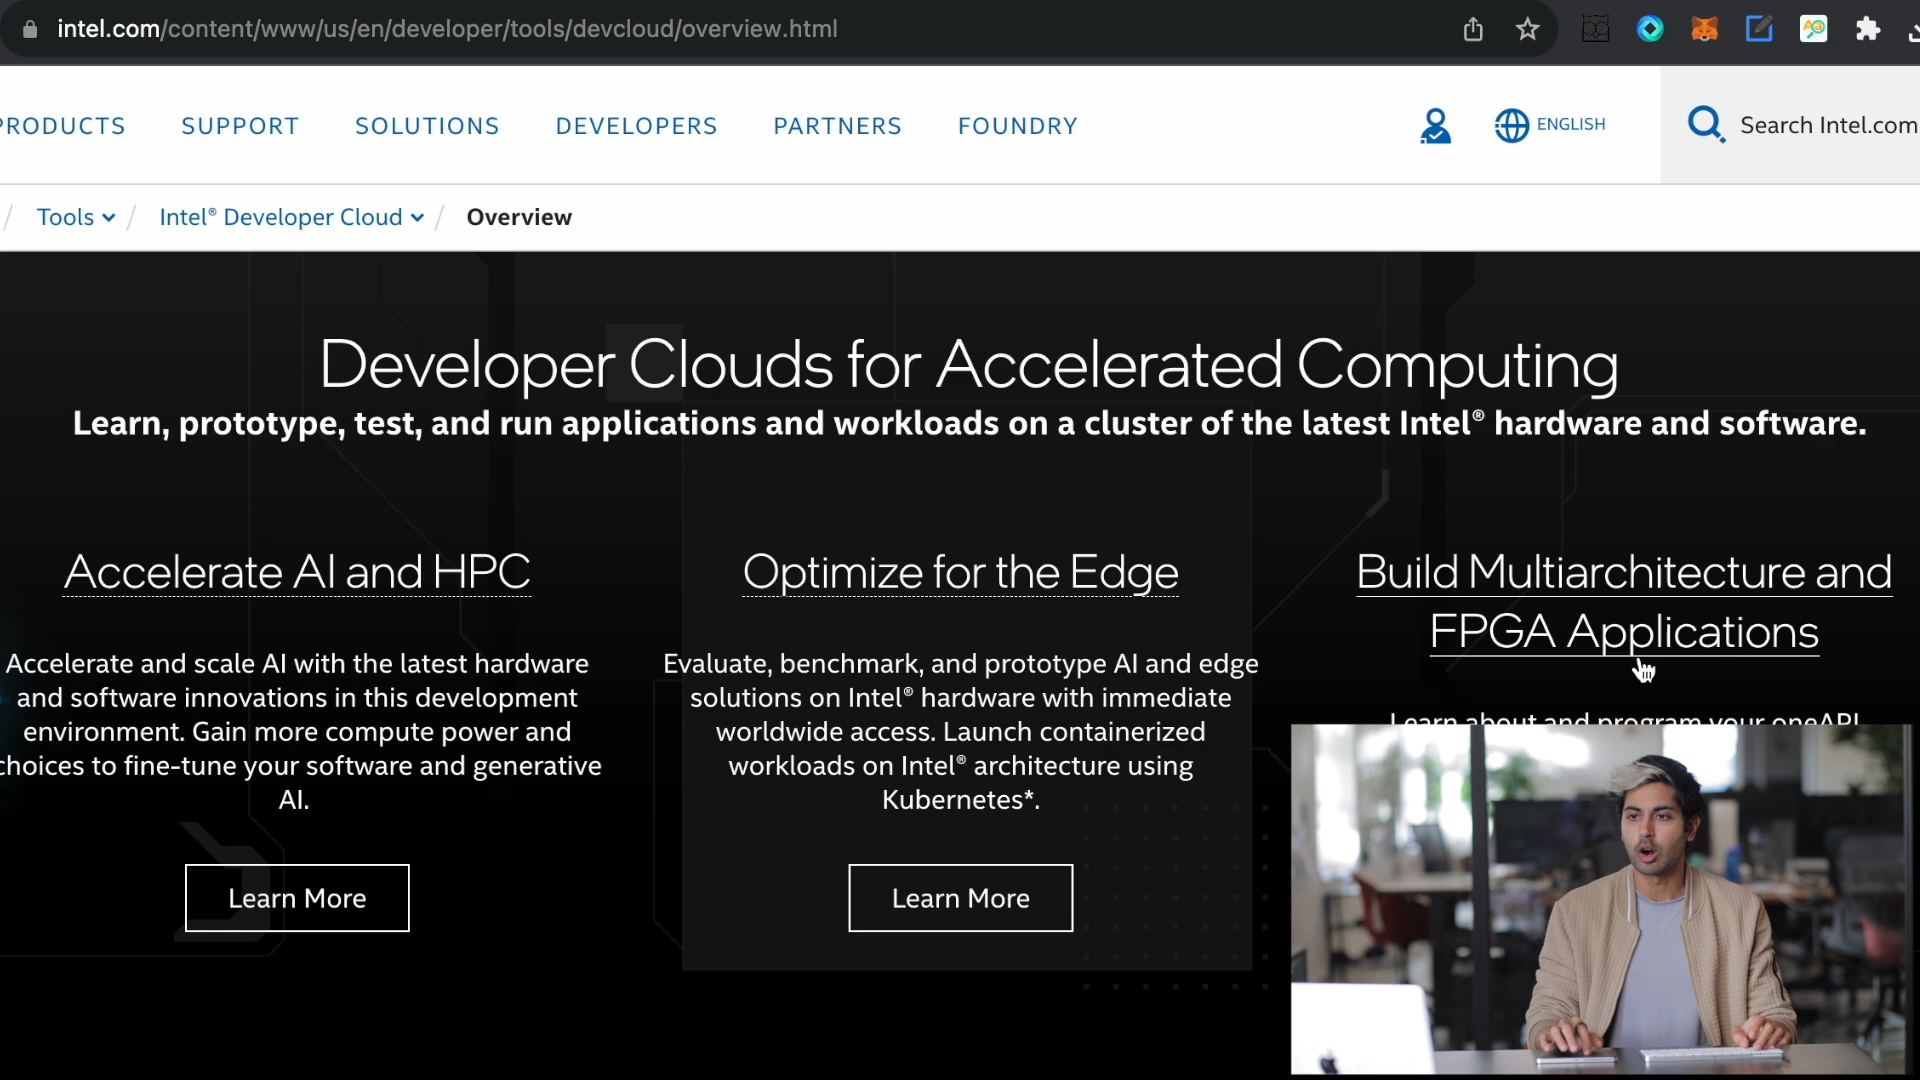 intel.com/content/www/us/en/developer/tools/devcloud/overview.html
PRODUCTS SUPPORT SOLUTIONS DEVELOPERS PARTNERS FOUNDRY ENGLISH Search Intel.com
/ Tools / Intel® Developer Cloud / Overview
Developer Clouds for Accelerated Computing
Learn, prototype, test, and run applications and workloads on a cluster of the latest Intel® hardware and software.
Accelerate AI and HPC
Accelerate and scale AI with the latest hardware
and software innovations in this development
environment. Gain more compute power and
choices to fine-tune your software and generative
AI.
Learn More
Optimize for the Edge
Evaluate, benchmark, and prototype AI and edge
solutions on Intel® hardware with immediate
worldwide access. Launch containerized
workloads on Intel® architecture using
Kubernetes*.
Learn More
Build Multiarchitecture and
FPGA Applications
Learn about and program your oneAPI